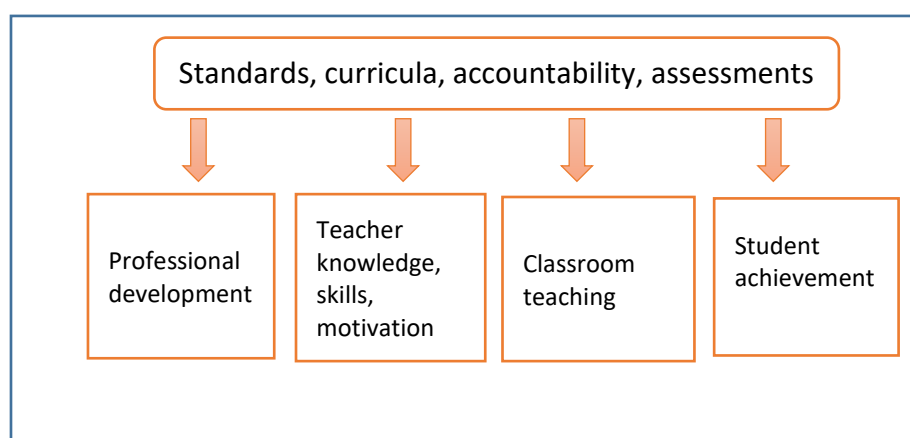 Standards, curricula, accountability, assessments
Professional
development
Teacher
knowledge,
skills,
motivation
Classroom
teaching
Student
achievement